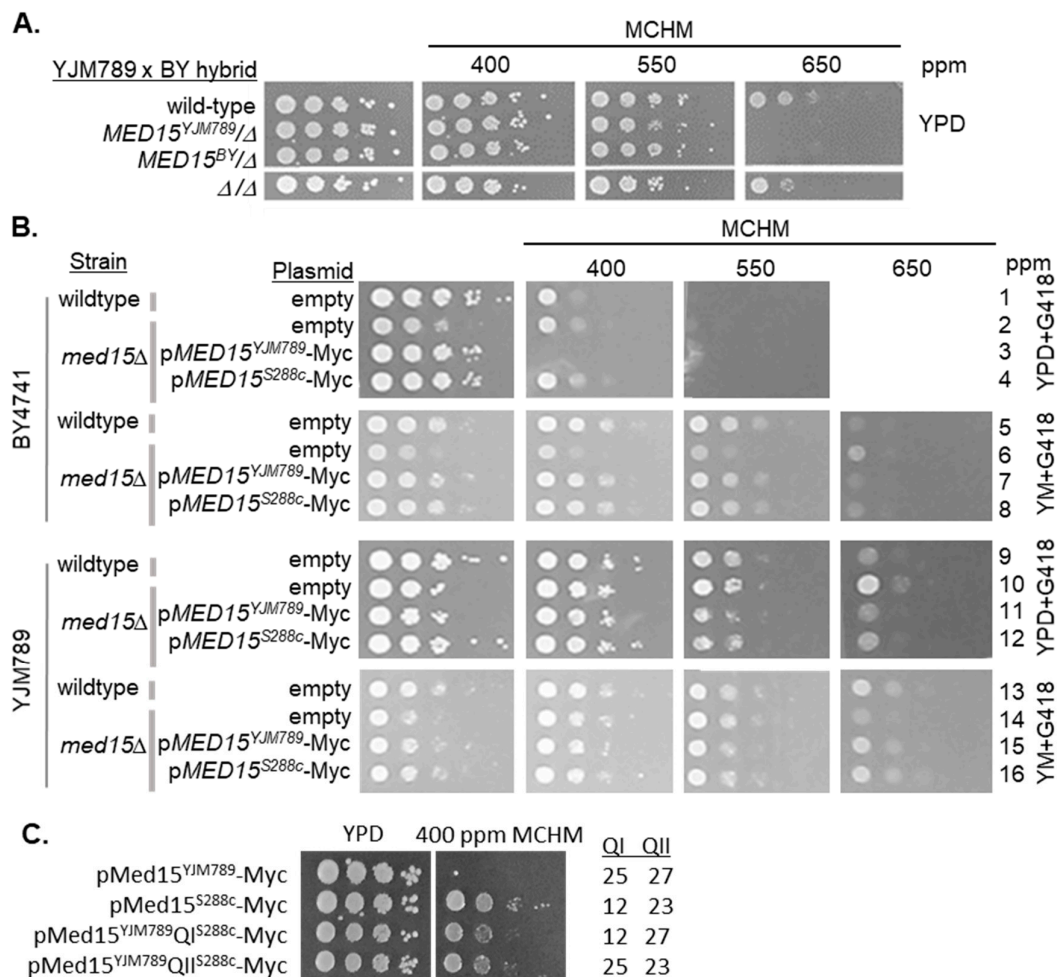 A.
MCHM
YJM789 x BY hybrid 400 550 650 ppm
wild-type
MED15YJM789/Δ YPD
MED15BY/Δ
Δ/Δ
B.
MCHM
Strain Plasmid 400 550 650 ppm
BY4741
wildtype empty 1
med15Δ empty 2
pMED15YJM789-Myc 3
pMED15S288c-Myc 4
YPD+G418
wildtype empty 5
med15Δ empty 6
pMED15YJM789-Myc 7
pMED15S288c-Myc 8
YM+G418
YJM789
wildtype empty 9
med15Δ empty 10
pMED15YJM789-Myc 11
pMED15S288c-Myc 12
YPD+G418
wildtype empty 13
med15Δ empty 14
pMED15YJM789-Myc 15
pMED15S288c-Myc 16
YM+G418
C.
YPD 400 ppm MCHM QI QII
pMed15YJM789-Myc 25 27
pMed15S288c-Myc 12 23
pMed15YJM789QIS288c-Myc 12 27
pMed15YJM789QIIS288c-Myc 25 23